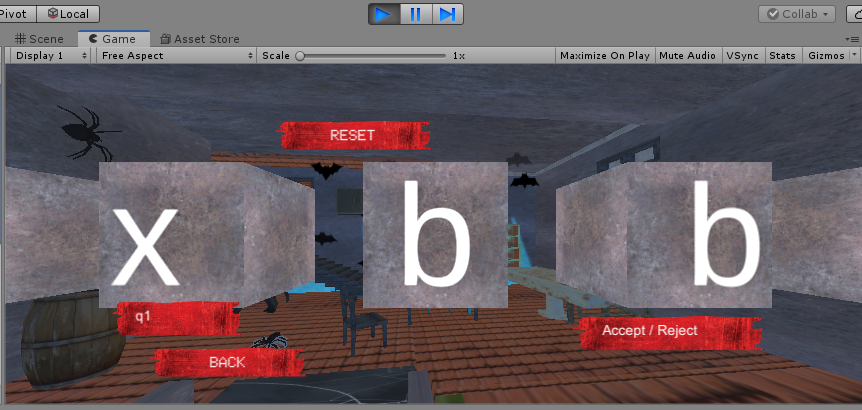 Pivot Local Collab
Scene Game Asset Store
Display 1 Free Aspect Scale 1x Maximize On Play Mute Audio VSync Stats Gizmos
RESET
x b b
q1
Accept / Reject
BACK